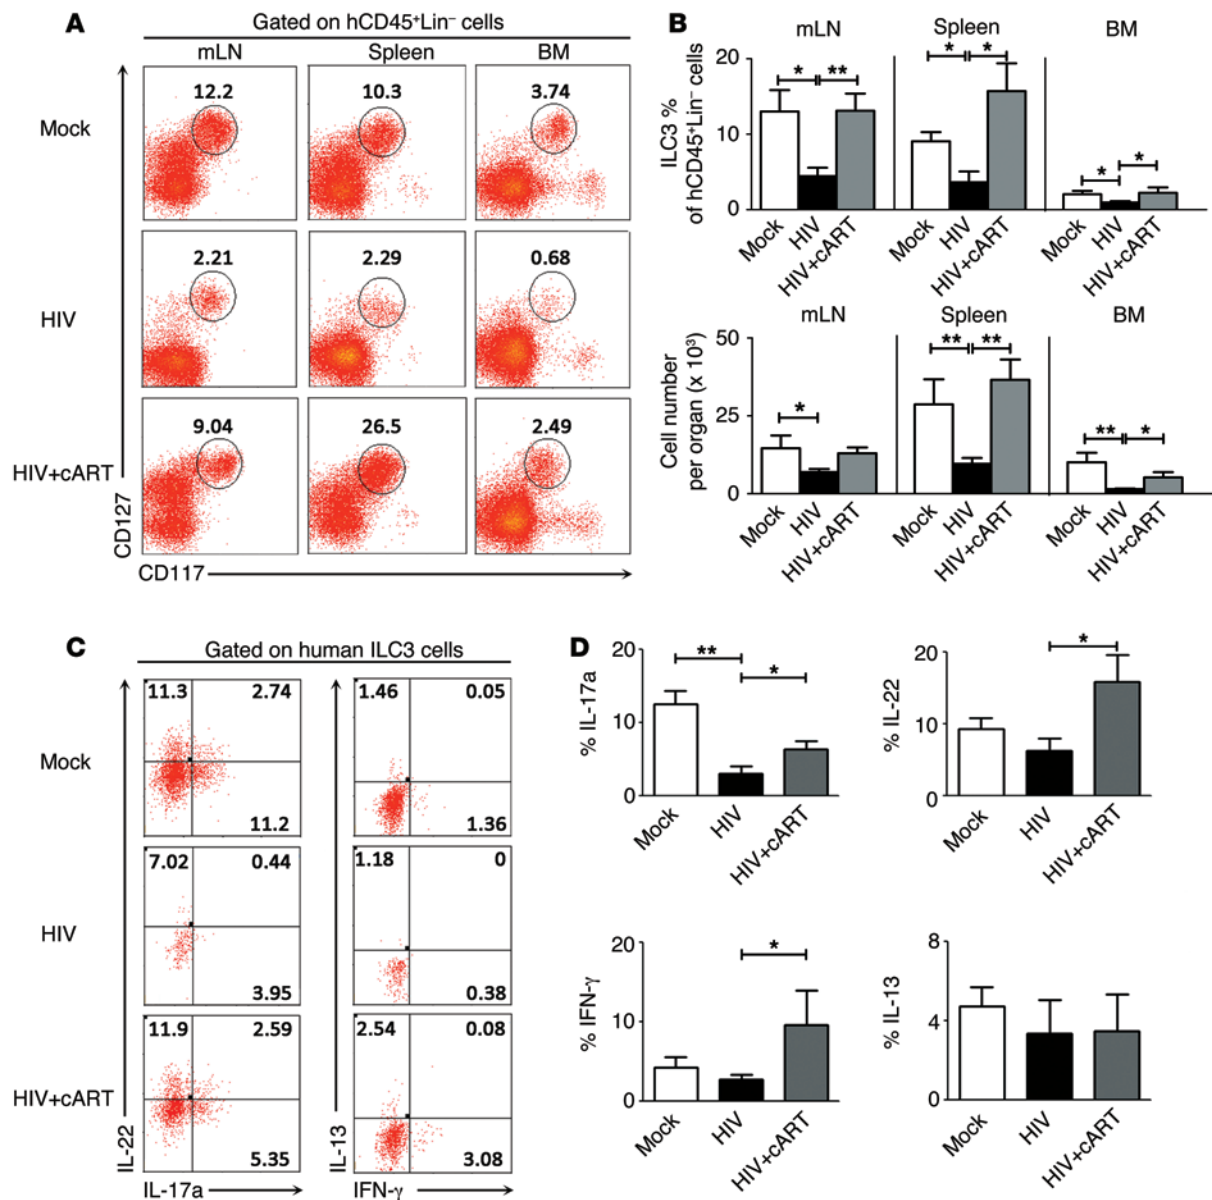 A
Gated on hCD45⁺Lin⁻ cells
mLN Spleen BM
Mock
12.2 10.3 3.74
HIV
2.21 2.29 0.68
HIV+cART
9.04 26.5 2.49
CD127
CD117
B
mLN Spleen BM
ILC3 %
of hCD45⁺Lin⁻ cells
20
10
0
* ** * * * *
Mock HIV HIV+cART Mock HIV HIV+cART Mock HIV HIV+cART
mLN Spleen BM
Cell number
per organ (x 10³)
50
25
0
* ** ** ** *
Mock HIV HIV+cART Mock HIV HIV+cART Mock HIV HIV+cART
C
Gated on human ILC3 cells
Mock
11.3 2.74 1.46 0.05
11.2 1.36
HIV
7.02 0.44 1.18 0
3.95 0.38
HIV+cART
11.9 2.59 2.54 0.08
5.35 3.08
IL-22
IL-17a
IL-13
IFN-γ
D
% IL-17a
20
10
0
** *
Mock HIV HIV+cART
% IL-22
20
10
0
*
Mock HIV HIV+cART
% IFN-γ
20
10
0
*
Mock HIV HIV+cART
% IL-13
8
4
0
Mock HIV HIV+cART